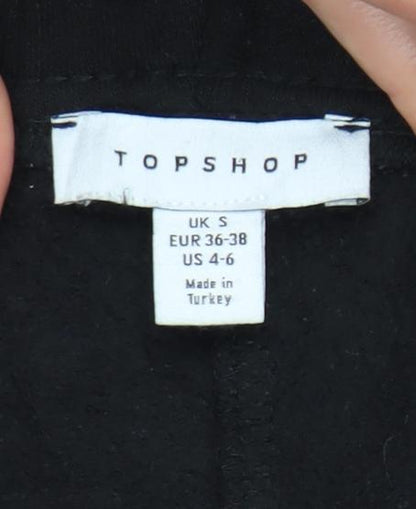 TOPSHOP
UK S
EUR 36-38
US 4-6
Made in
Turkey